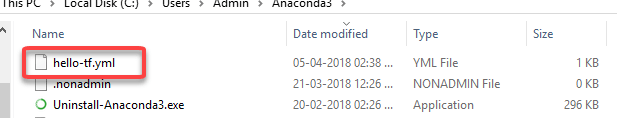 This PC > Local Disk (C:) > Users > Admin > Anaconda3 >
Name Date modified Type Size
hello-tf.yml 05-04-2018 02:38 ... YML File 1 KB
.nonadmin 21-03-2018 12:26 ... NONADMIN File 0 KB
Uninstall-Anaconda3.exe 20-02-2018 02:26 ... Application 296 KB